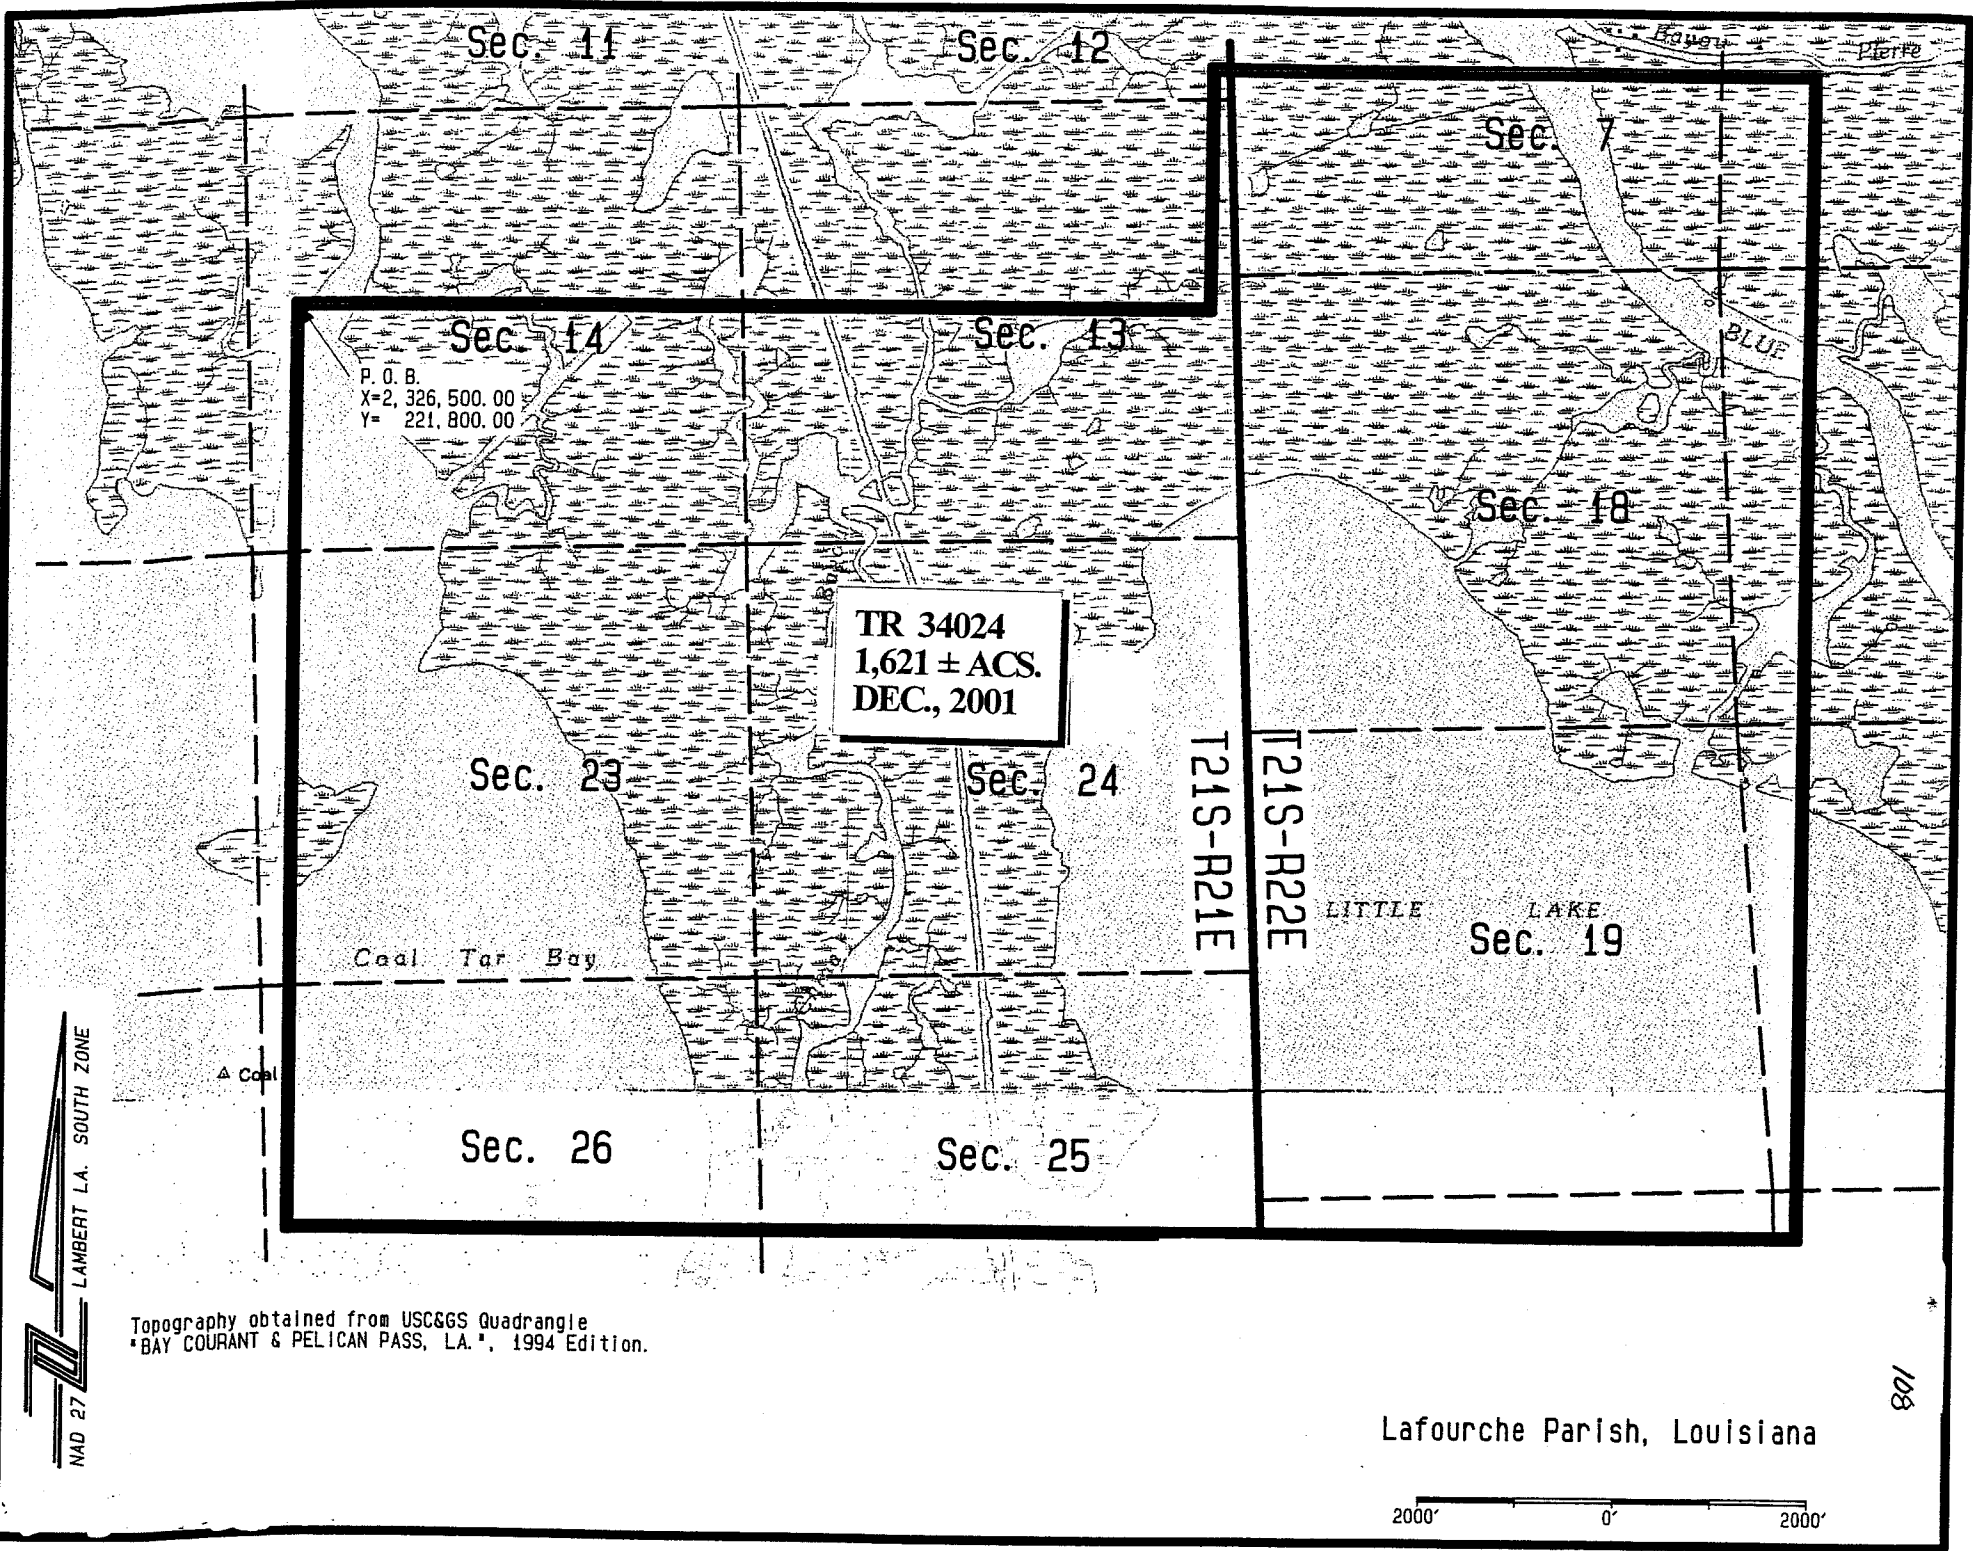 Sec. 11
Sec. 12
Bayou
Pierre
Sec. 7
Sec. 14
Sec. 13
BLUE
P. O. B.
X=2, 326, 500. 00
Y= 221, 800. 00
Sec. 18
TR 34024
1,621 ± ACS.
DEC., 2001
Sec. 23
Sec. 24
T21S-R21E
T21S-R22E
LITTLE LAKE
Sec. 19
Coal Tar Bay
Coal
Sec. 26
Sec. 25
NAD 27 LAMBERT LA. SOUTH ZONE
Topography obtained from USC&GS Quadrangle
"BAY COURANT & PELICAN PASS, LA.", 1994 Edition.
108
Lafourche Parish, Louisiana
2000' 0' 2000'